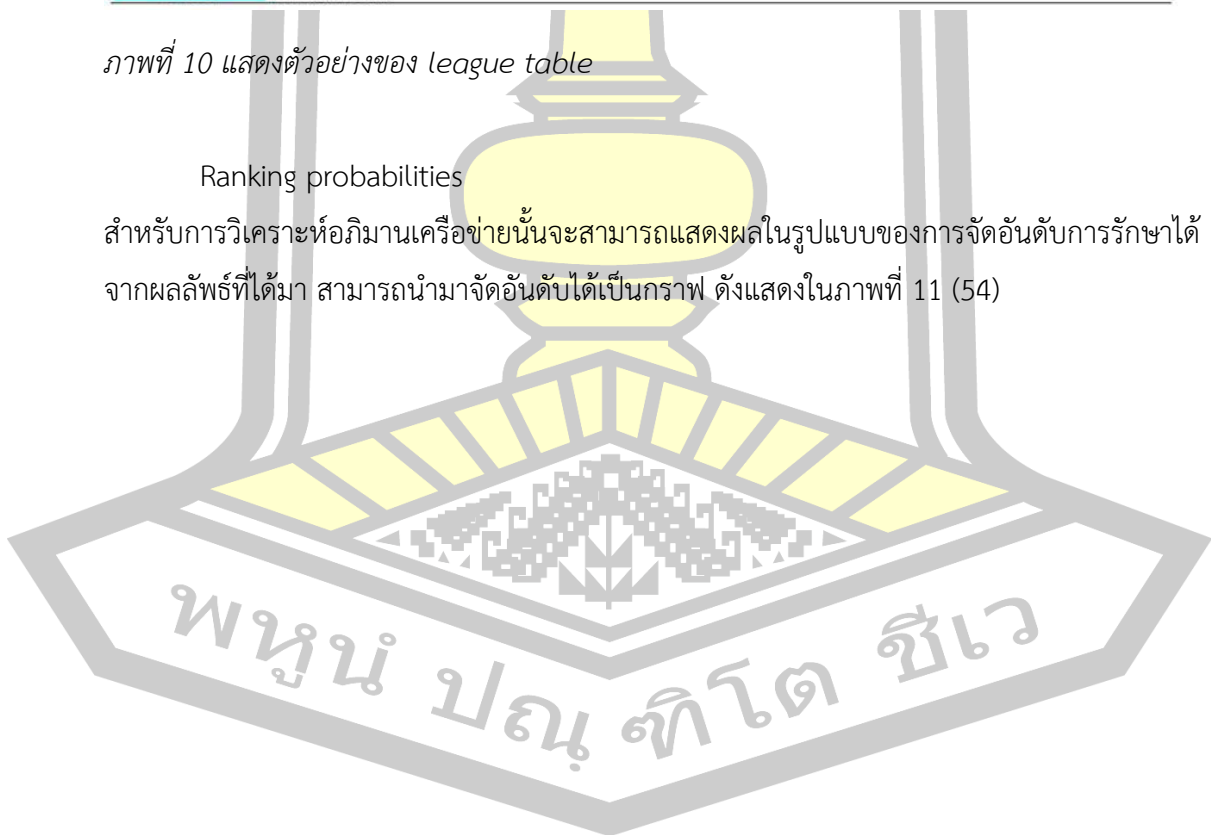 ภาพที่ 10 แสดงตัวอย่างของ league table
Ranking probabilities
สำหรับการวิเคราะห์อภิมานเครือข่ายนั้นจะสามารถแสดงผลในรูปแบบของการจัดอันดับการรักษาได้
จากผลลัพธ์ที่ได้มา สามารถนำมาจัดอันดับได้เป็นกราฟ ดังแสดงในภาพที่ 11 (54)
พหูนํ ปณฺฑิโต ชีเว